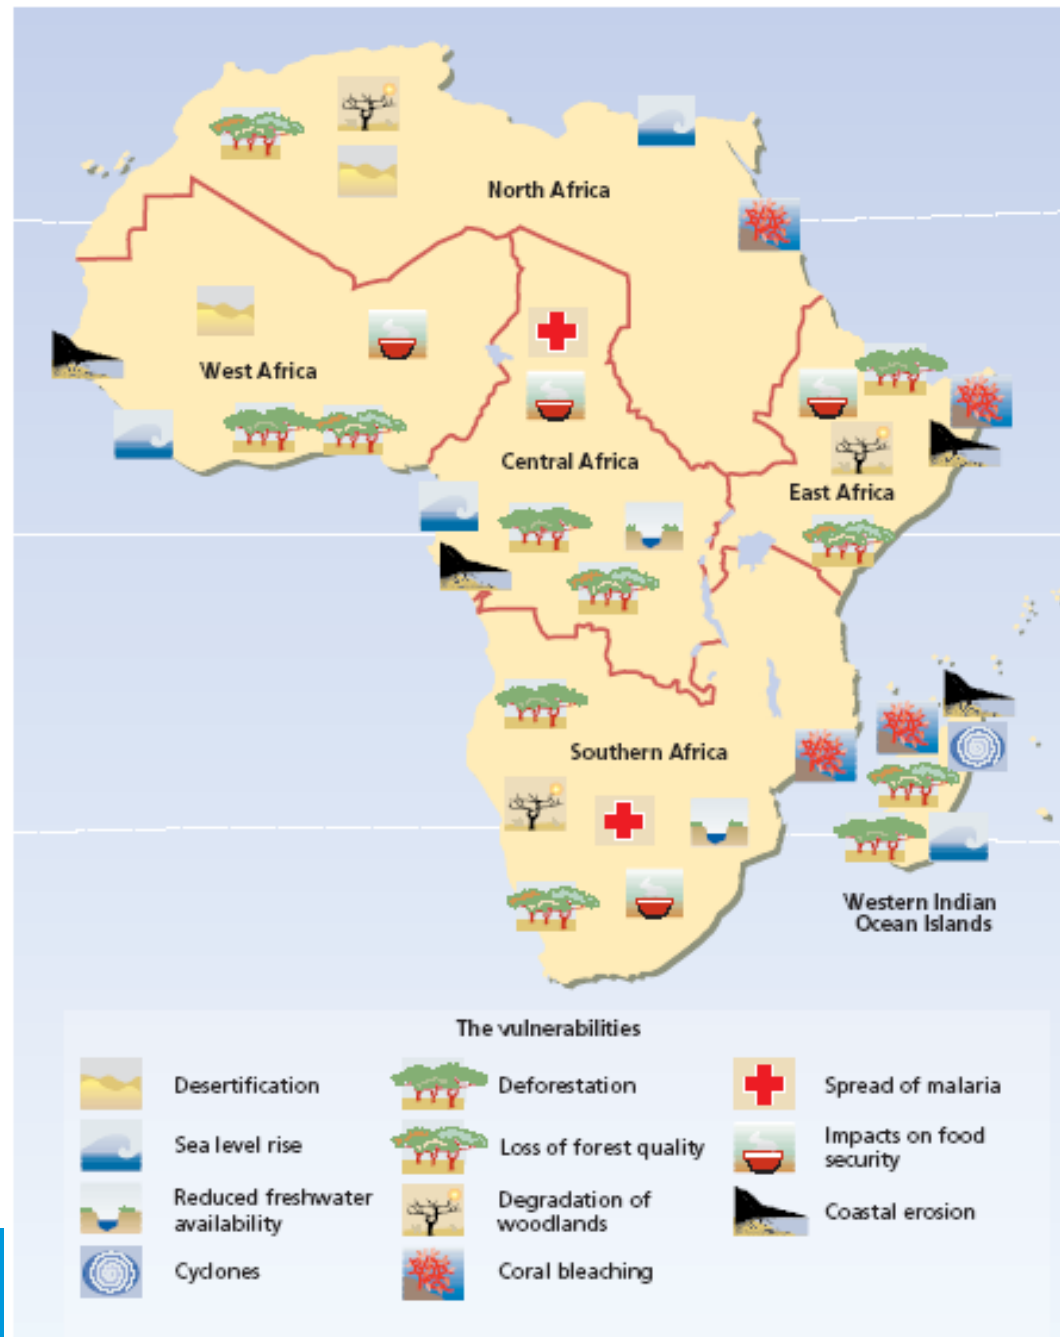 North Africa
West Africa
Central Africa
East Africa
Southern Africa
Western Indian
Ocean Islands
The vulnerabilities
Desertification
Deforestation
Spread of malaria
Sea level rise
Loss of forest quality
Impacts on food
security
Reduced freshwater
availability
Degradation of
woodlands
Coastal erosion
Cyclones
Coral bleaching